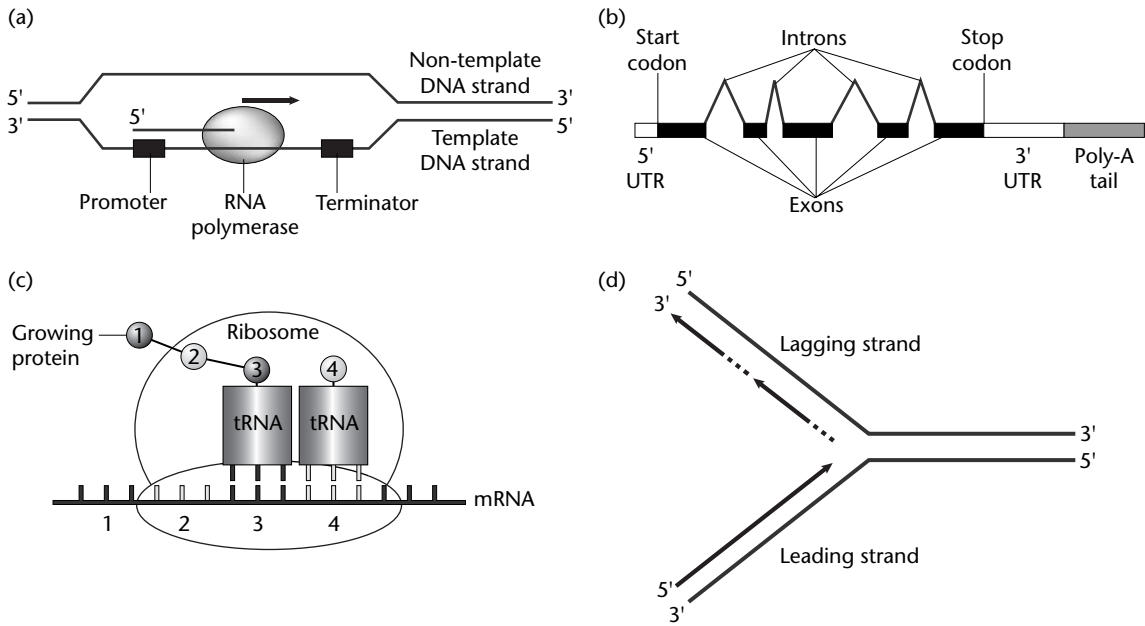 (a)
Non-template
DNA strand
5'
3'
3'
5'
5'
Template
DNA strand
Promoter
RNA
polymerase
Terminator
(b)
Start
codon
Introns
Stop
codon
5'
UTR
Exons
3'
UTR
Poly-A
tail
(c)
Growing
protein
Ribosome
1
2
3
4
tRNA
tRNA
mRNA
1
2
3
4
(d)
5'
3'
Lagging strand
3'
5'
Leading strand
5'
3'